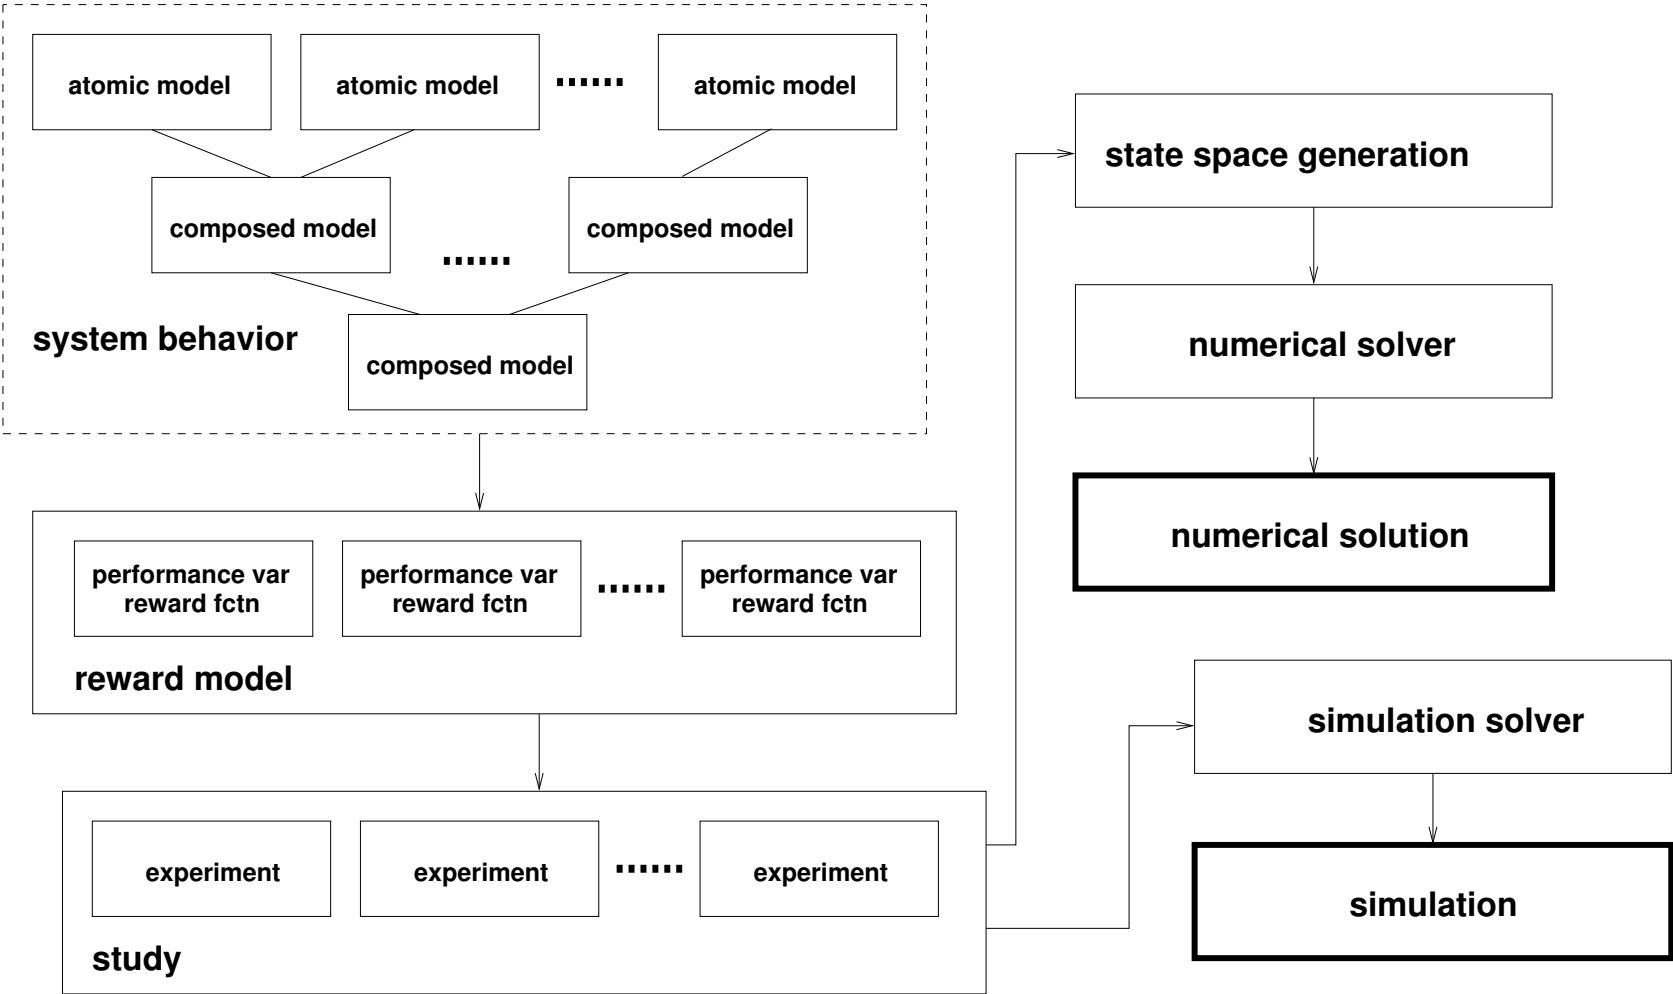 atomic model
atomic model
......
atomic model
composed model
......
composed model
system behavior
composed model
performance var
reward fctn
performance var
reward fctn
......
performance var
reward fctn
reward model
experiment
experiment
......
experiment
study
state space generation
numerical solver
numerical solution
simulation solver
simulation